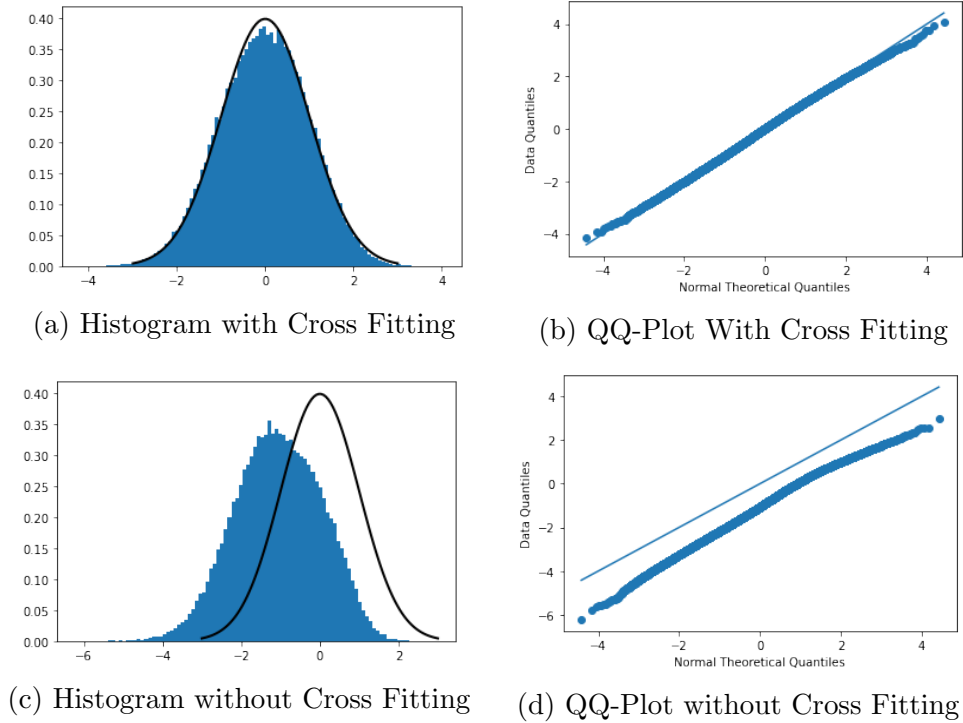 0.40
0.35
0.30
0.25
0.20
0.15
0.10
0.05
0.00
−4 −2 0 2 4
(a) Histogram with Cross Fitting
4
2
0
−2
−4
Data Quantiles
−4 −2 0 2 4
Normal Theoretical Quantiles
(b) QQ-Plot With Cross Fitting
0.40
0.35
0.30
0.25
0.20
0.15
0.10
0.05
0.00
−6 −4 −2 0 2
(c) Histogram without Cross Fitting
4
2
0
−2
−4
−6
Data Quantiles
−4 −2 0 2 4
Normal Theoretical Quantiles
(d) QQ-Plot without Cross Fitting